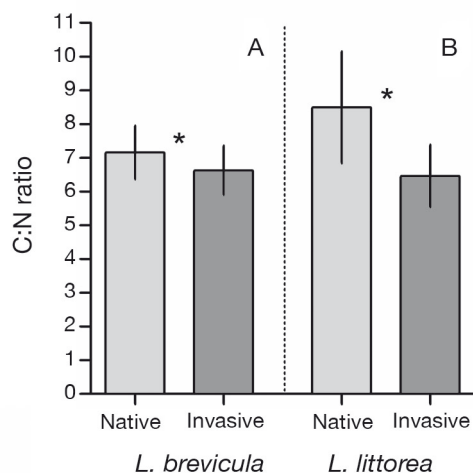 11
10
9
8
7
6
5
4
3
2
1
0
C:N ratio
A
B
*
*
Native Invasive Native Invasive
L. brevicula L. littorea